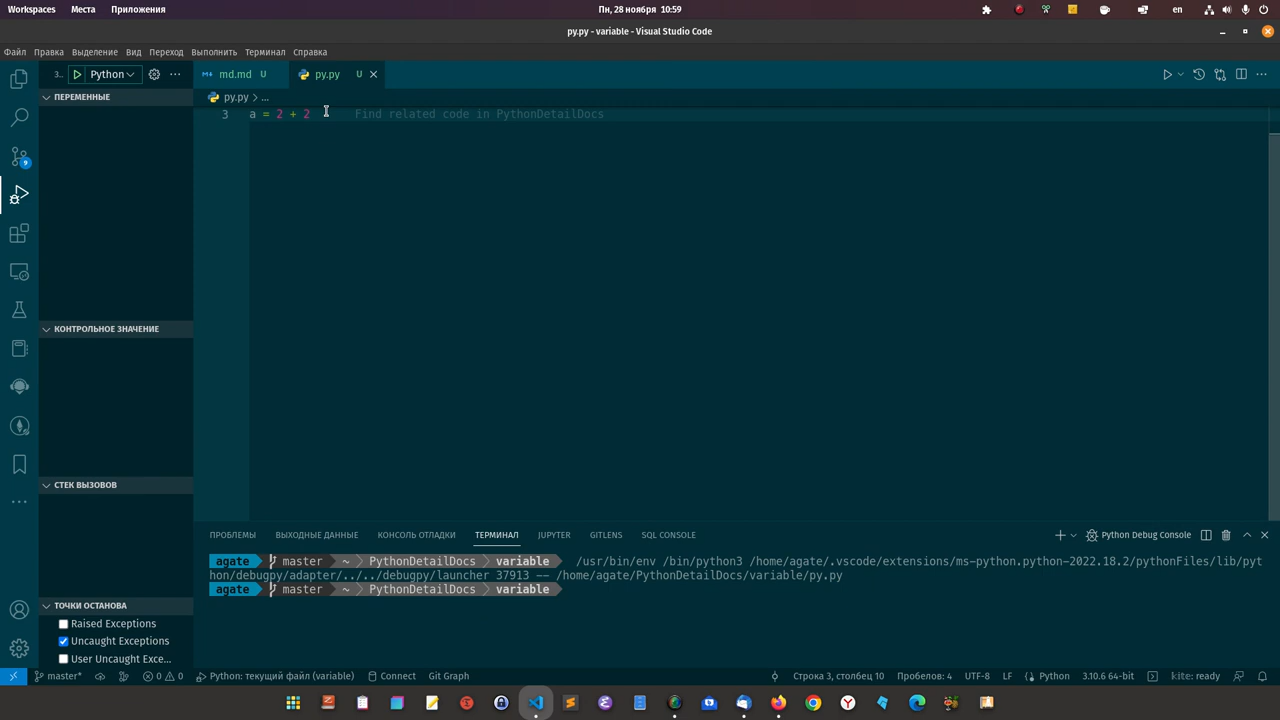 Workspaces Места Приложения Пн, 28 ноября 10:59 en
py.py - variable - Visual Studio Code
Файл Правка Выделение Вид Переход Выполнить Терминал Справка
3.. Python md.md U py.py U
ПЕРЕМЕННЫЕ
py.py > ...
3 a = 2 + 2 Find related code in PythonDetailDocs
9
КОНТРОЛЬНОЕ ЗНАЧЕНИЕ
СТЕК ВЫЗОВОВ
ПРОБЛЕМЫ ВЫХОДНЫЕ ДАННЫЕ КОНСОЛЬ ОТЛАДКИ ТЕРМИНАЛ JUPYTER GITLENS SQL CONSOLE Python Debug Console
agate master ~ PythonDetailDocs variable /usr/bin/env /bin/python3 /home/agate/.vscode/extensions/ms-python.python-2022.18.2/pythonFiles/lib/pyt
hon/debugpy/adapter/../../debugpy/launcher 37913 -- /home/agate/PythonDetailDocs/variable/py.py
agate master ~ PythonDetailDocs variable
ТОЧКИ ОСТАНОВА
Raised Exceptions
Uncaught Exceptions
User Uncaught Exce...
master* 0 0 Python: текущий файл (variable) Connect Git Graph Строка 3, столбец 10 Пробелов: 4 UTF-8 LF Python 3.10.6 64-bit kite: ready